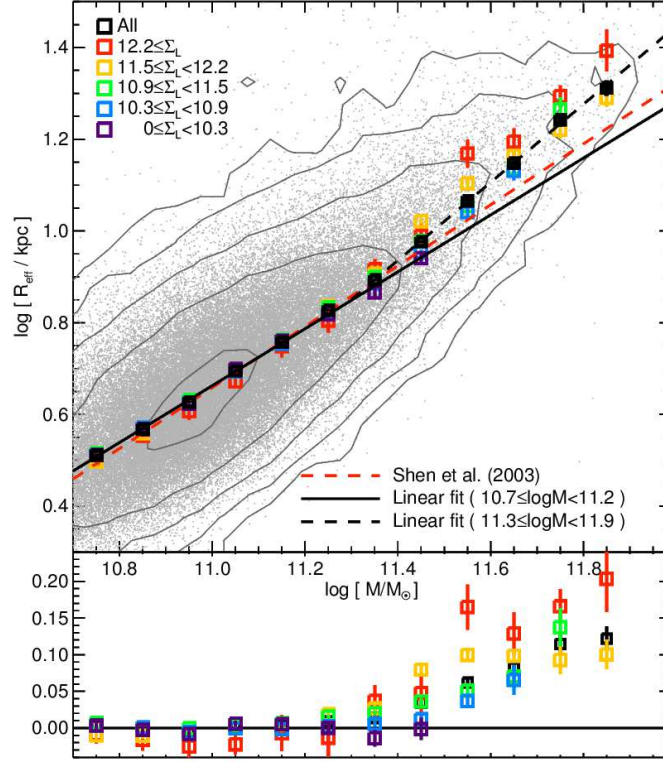 All
12.2≤Σ_L
11.5≤Σ_L<12.2
10.9≤Σ_L<11.5
10.3≤Σ_L<10.9
0≤Σ_L<10.3
1.4
1.2
1.0
0.8
0.6
0.4
log [ R_eff / kpc ]
Shen et al. (2003)
Linear fit ( 10.7≤logM<11.2 )
Linear fit ( 11.3≤logM<11.9 )
10.8 11.0 11.2 11.4 11.6 11.8
log [ M/M_⊙ ]
0.20
0.15
0.10
0.05
0.00